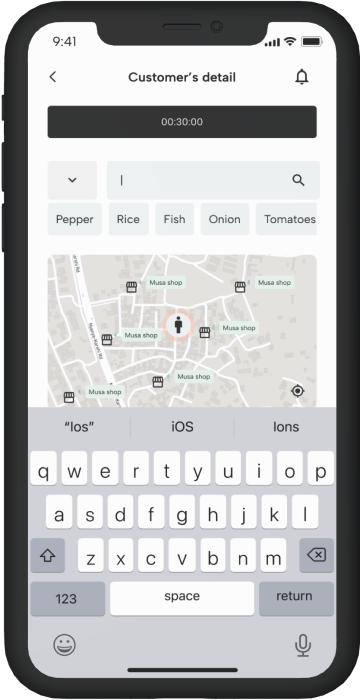 9:41
Customer's detail
00:30:00
Pepper Rice Fish Onion Tomatoes
Musa shop Musa shop
Musa shop Musa shop
Musa shop
Musa shop
"Ios" iOS Ions
q w e r t y u i o p
a s d f g h j k l
z x c v b n m
123 space return